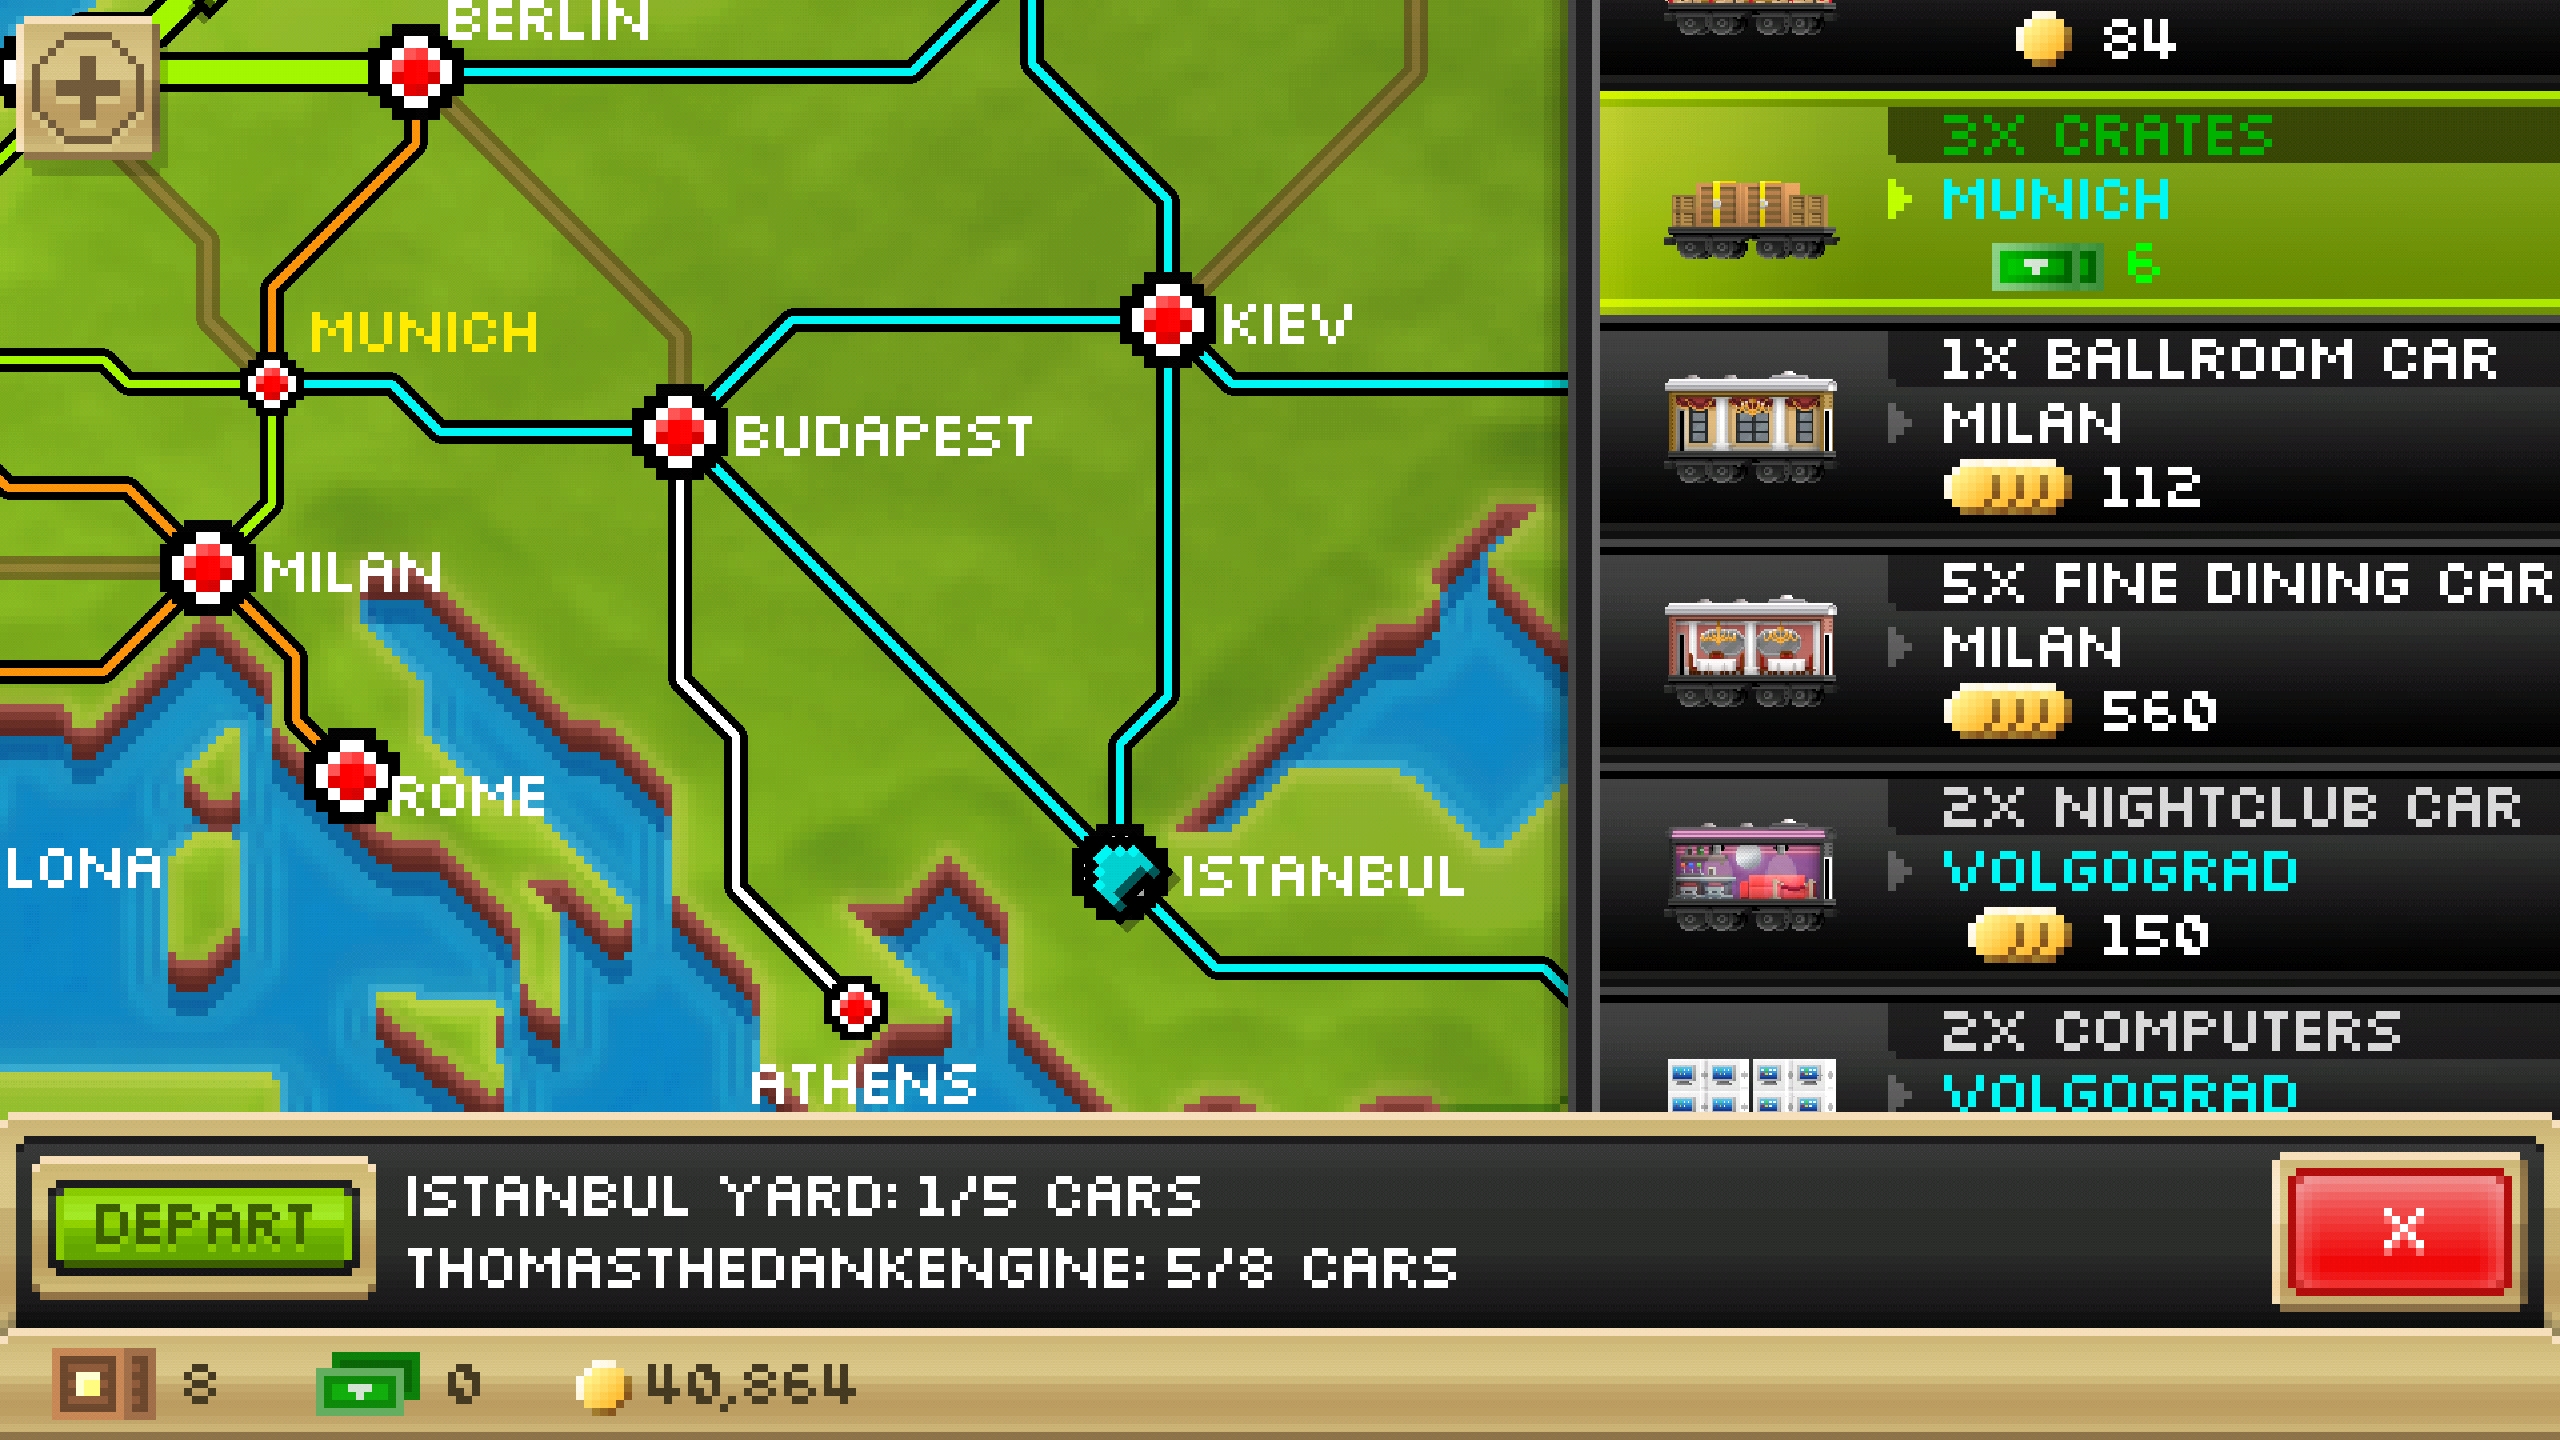 BERLIN
MUNICH
KIEV
BUDAPEST
MILAN
ROME
LONA
ISTANBUL
ATHENS
84
3X CRATES
MUNICH
6
1X BALLROOM CAR
MILAN
112
5X FINE DINING CAR
MILAN
560
2X NIGHTCLUB CAR
VOLGOGRAD
150
2X COMPUTERS
VOLGOGRAD
DEPART
ISTANBUL YARD: 1/5 CARS
THOMASTHEDANKENGINE: 5/8 CARS
X
8
0
40,864